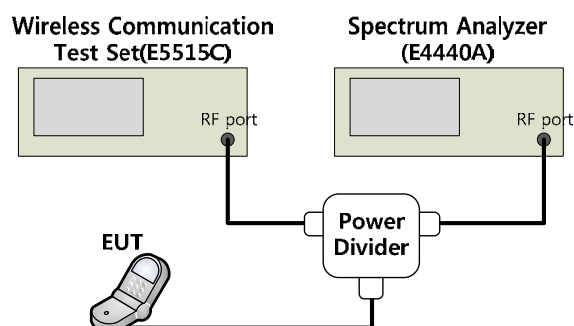 Wireless Communication
Test Set(E5515C)
Spectrum Analyzer
(E4440A)
RF port
RF port
Power
Divider
EUT